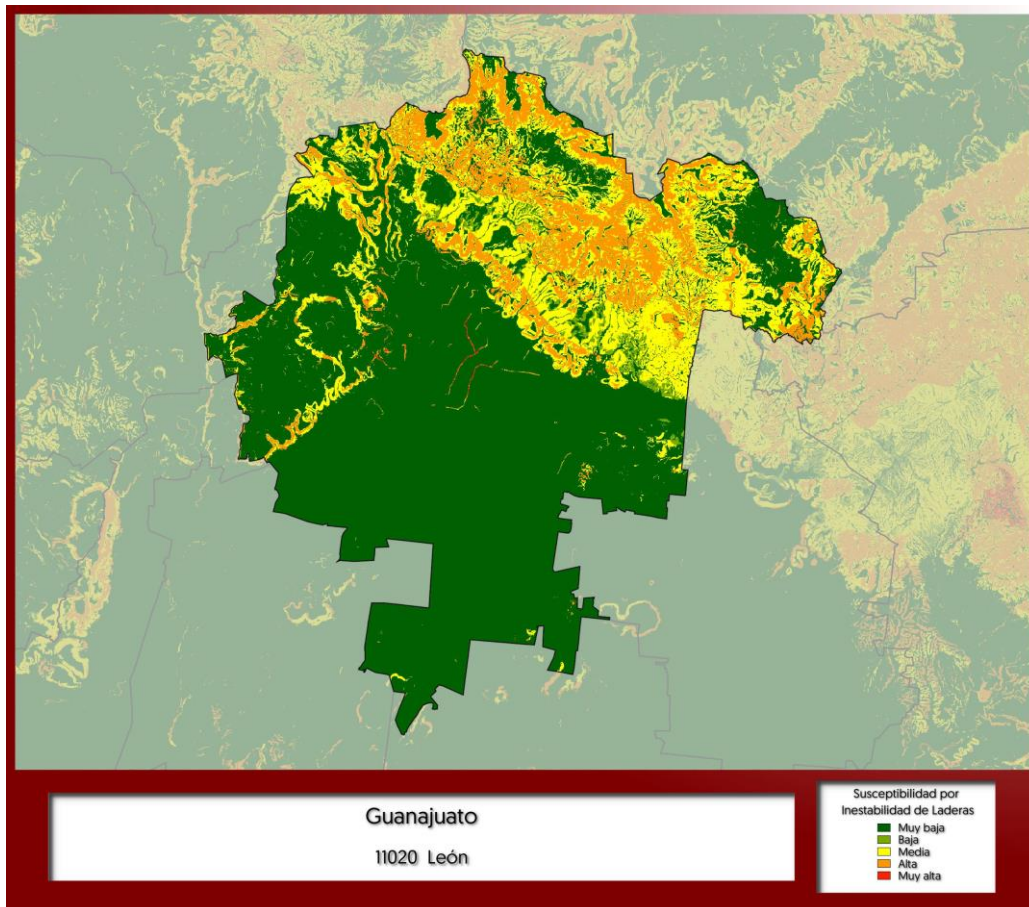 Guanajuato
11020 León
Susceptibilidad por
Inestabilidad de Laderas
Muy baja
Baja
Media
Alta
Muy alta